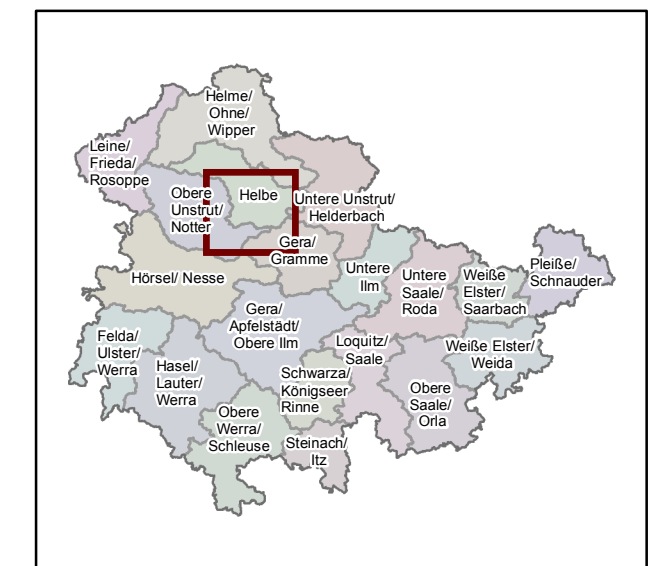 Helme/
Ohne/
Wipper
Leine/
Frieda/
Rosoppe
Obere
Unstrut/
Notter
Helbe
Untere Unstrut/
Helderbach
Gera/
Gramme
Hörsel/ Nesse
Untere
Ilm
Untere
Saale/
Roda
Weiße
Elster/
Saarbach
Pleiße/
Schnauder
Gera/
Apfelstädt/
Obere Ilm
Felda/
Ulster/
Werra
Hasel/
Lauter/
Werra
Loquitz/
Saale
Weiße Elster/
Weida
Schwarza/
Königseer
Rinne
Obere
Saale/
Orla
Obere
Werra/
Schleuse
Steinach/
Itz